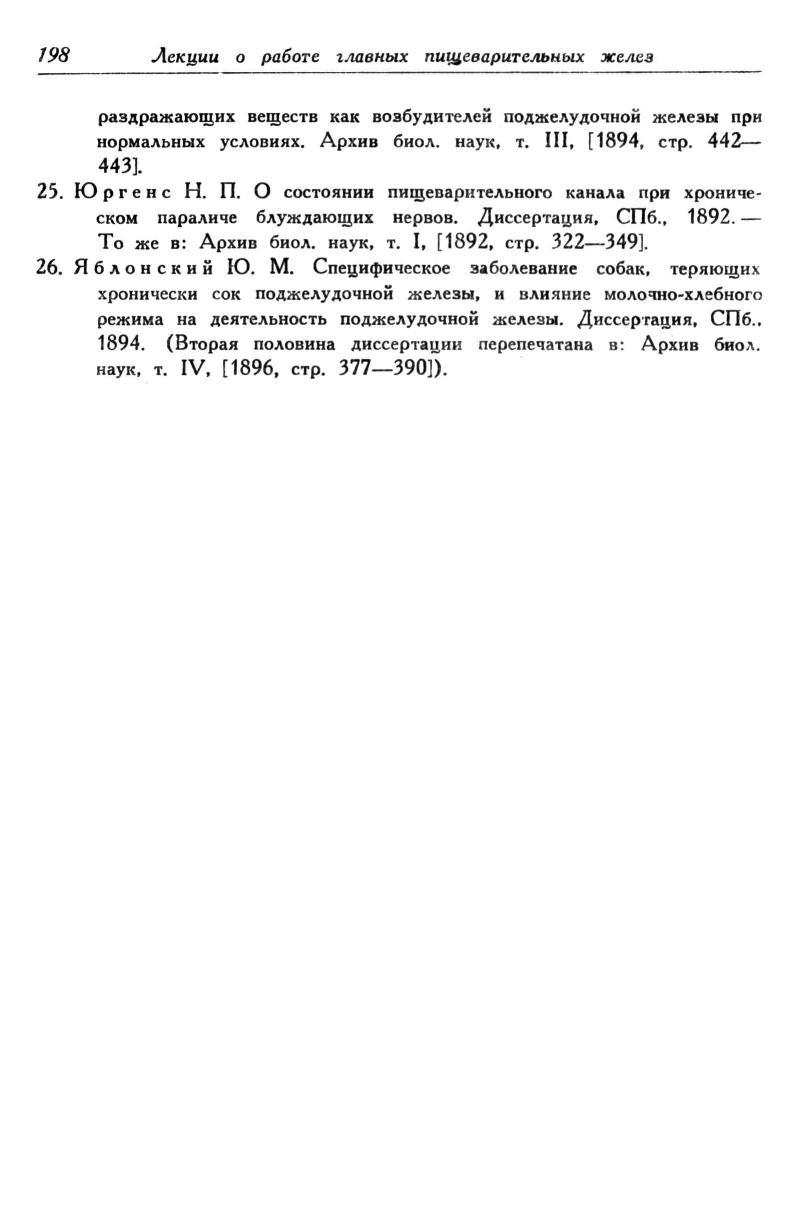 198 Лекции о работе главных пищеварительных желез
раздражающих веществ как возбудителей поджелудочной железы при
нормальных условиях. Архив биол. наук, т. III, [1894, стр. 442—
443].
25. Юргенс Н. П. О состоянии пищеварительного канала при хрониче-
ском параличе блуждающих нервов. Диссертация, СПб., 1892. —
То же в: Архив биол. наук, т. I, [1892, стр. 322—349].
26. Яблонский Ю. М. Специфическое заболевание собак, теряющих
хронически сок поджелудочной железы, и влияние молочно-хлебного
режима на деятельность поджелудочной железы. Диссертация, СПб.,
1894. (Вторая половина диссертации перепечатана в: Архив биол.
наук, т. IV, [1896, стр. 377—390]).